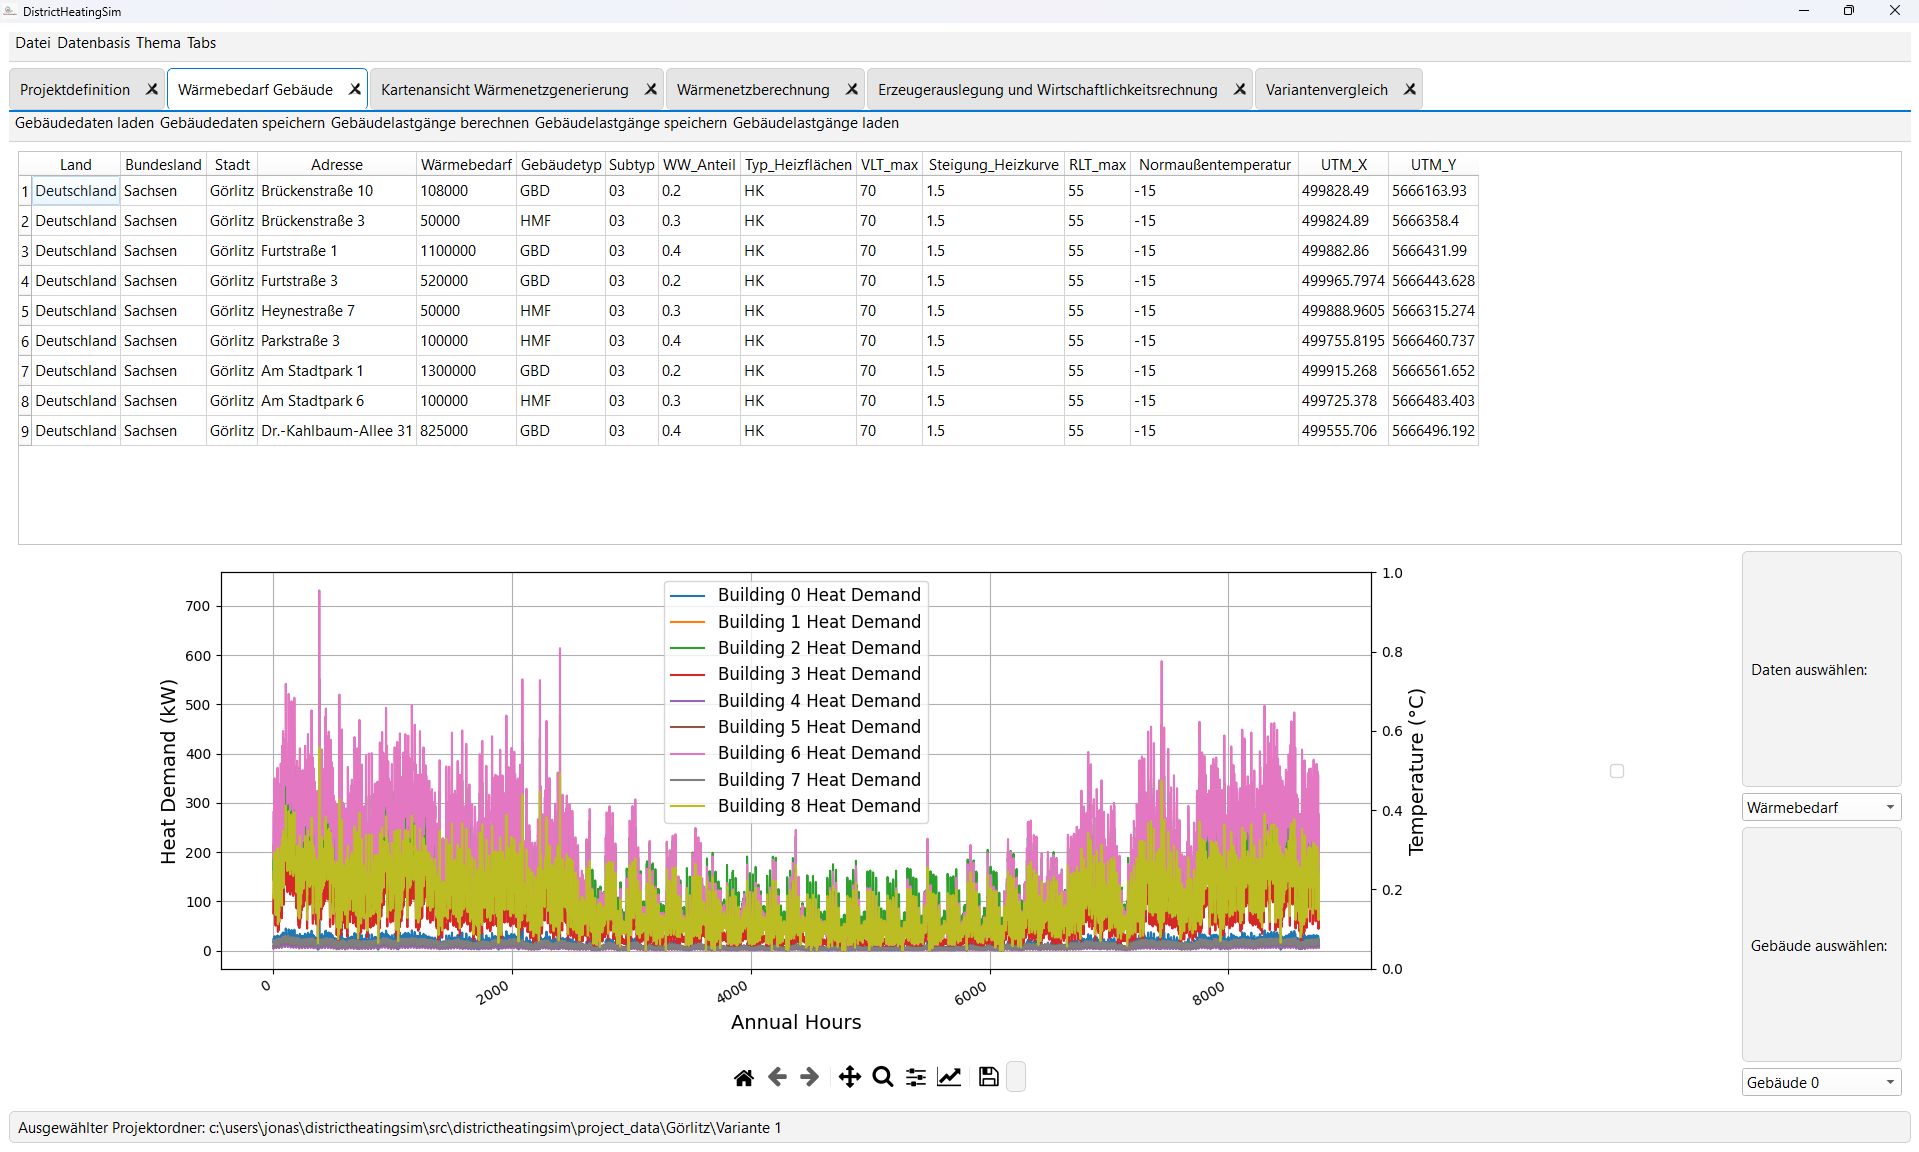 DistrictHeatingSim
Datei Datenbasis Thema Tabs
Projektdefinition Wärmebedarf Gebäude Kartenansicht Wärmenetzgenerierung Wärmenetzberechnung Erzeugerauslegung und Wirtschaftlichkeitsrechnung Variantenvergleich
Gebäudedaten laden Gebäudedaten speichern Gebäudelastgänge berechnen Gebäudelastgänge speichern Gebäudelastgänge laden
Land Bundesland Stadt Adresse Wärmebedarf Gebäudetyp Subtyp WW_Anteil Typ_Heizflächen VLT_max Steigung_Heizkurve RLT_max Normaußentemperatur UTM_X UTM_Y
1 Deutschland Sachsen Görlitz Brückenstraße 10 108000 GBD 03 0.2 HK 70 1.5 55 -15 499828.49 5666163.93
2 Deutschland Sachsen Görlitz Brückenstraße 3 50000 HMF 03 0.3 HK 70 1.5 55 -15 499824.89 5666358.4
3 Deutschland Sachsen Görlitz Furtstraße 1 1100000 GBD 03 0.4 HK 70 1.5 55 -15 499882.86 5666431.99
4 Deutschland Sachsen Görlitz Furtstraße 3 520000 GBD 03 0.2 HK 70 1.5 55 -15 499965.7974 5666443.628
5 Deutschland Sachsen Görlitz Heynestraße 7 50000 HMF 03 0.3 HK 70 1.5 55 -15 499888.9605 5666315.274
6 Deutschland Sachsen Görlitz Parkstraße 3 100000 HMF 03 0.4 HK 70 1.5 55 -15 499755.8195 5666460.737
7 Deutschland Sachsen Görlitz Am Stadtpark 1 1300000 GBD 03 0.2 HK 70 1.5 55 -15 499915.268 5666561.652
8 Deutschland Sachsen Görlitz Am Stadtpark 6 100000 HMF 03 0.3 HK 70 1.5 55 -15 499725.378 5666483.403
9 Deutschland Sachsen Görlitz Dr.-Kahlbaum-Allee 31 825000 GBD 03 0.4 HK 70 1.5 55 -15 499555.706 5666496.192
Heat Demand (kW)
700
600
500
400
300
200
100
0
Building 0 Heat Demand
Building 1 Heat Demand
Building 2 Heat Demand
Building 3 Heat Demand
Building 4 Heat Demand
Building 5 Heat Demand
Building 6 Heat Demand
Building 7 Heat Demand
Building 8 Heat Demand
1.0
0.8
0.6
0.4
0.2
0.0
Temperature (°C)
0 2000 4000 6000 8000
Annual Hours
Daten auswählen:
Wärmebedarf
Gebäude auswählen:
Gebäude 0
Ausgewählter Projektordner: c:\users\jonas\districtheatingsim\src\districtheatingsim\project_data\Görlitz\Variante 1